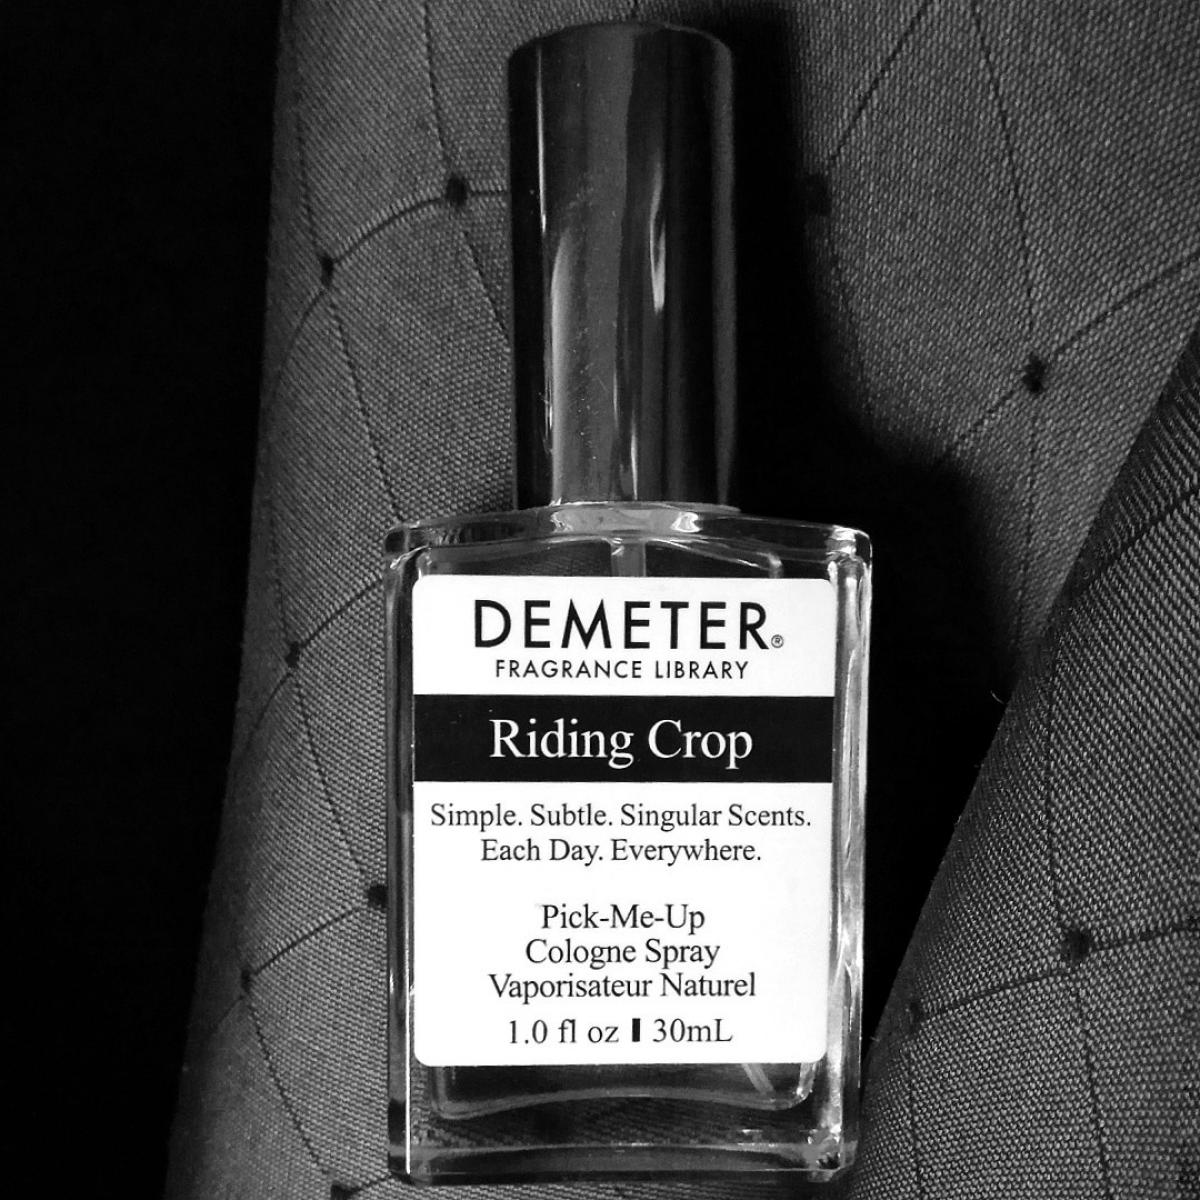 DEMETER®
FRAGRANCE LIBRARY
Riding Crop
Simple. Subtle. Singular Scents.
Each Day. Everywhere.
Pick-Me-Up
Cologne Spray
Vaporisateur Naturel
1.0 fl oz ▌ 30mL